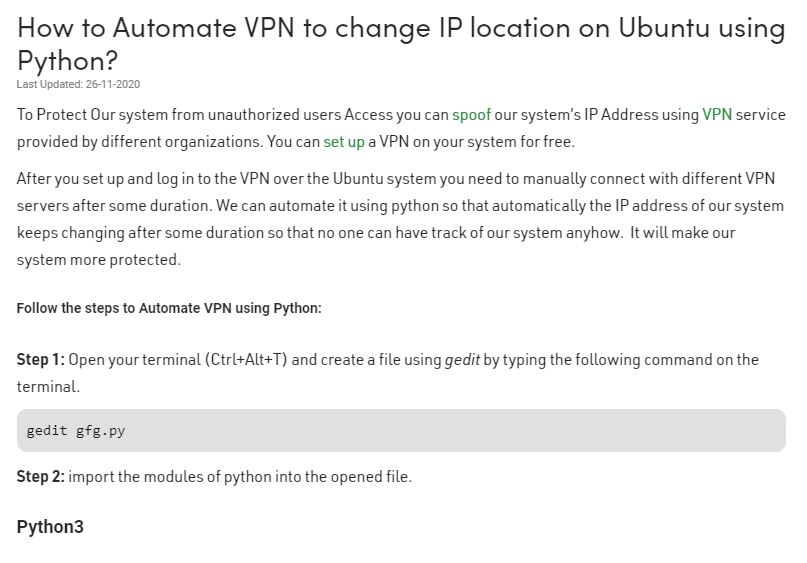 How to Automate VPN to change IP location on Ubuntu using
Python?
Last Updated: 26-11-2020
To Protect Our system from unauthorized users Access you can spoof our system's IP Address using VPN service
provided by different organizations. You can set up a VPN on your system for free.
After you set up and log in to the VPN over the Ubuntu system you need to manually connect with different VPN
servers after some duration. We can automate it using python so that automatically the IP address of our system
keeps changing after some duration so that no one can have track of our system anyhow. It will make our
system more protected.
Follow the steps to Automate VPN using Python:
Step 1: Open your terminal (Ctrl+Alt+T) and create a file using gedit by typing the following command on the
terminal.
gedit gfg.py
Step 2: import the modules of python into the opened file.
Python3